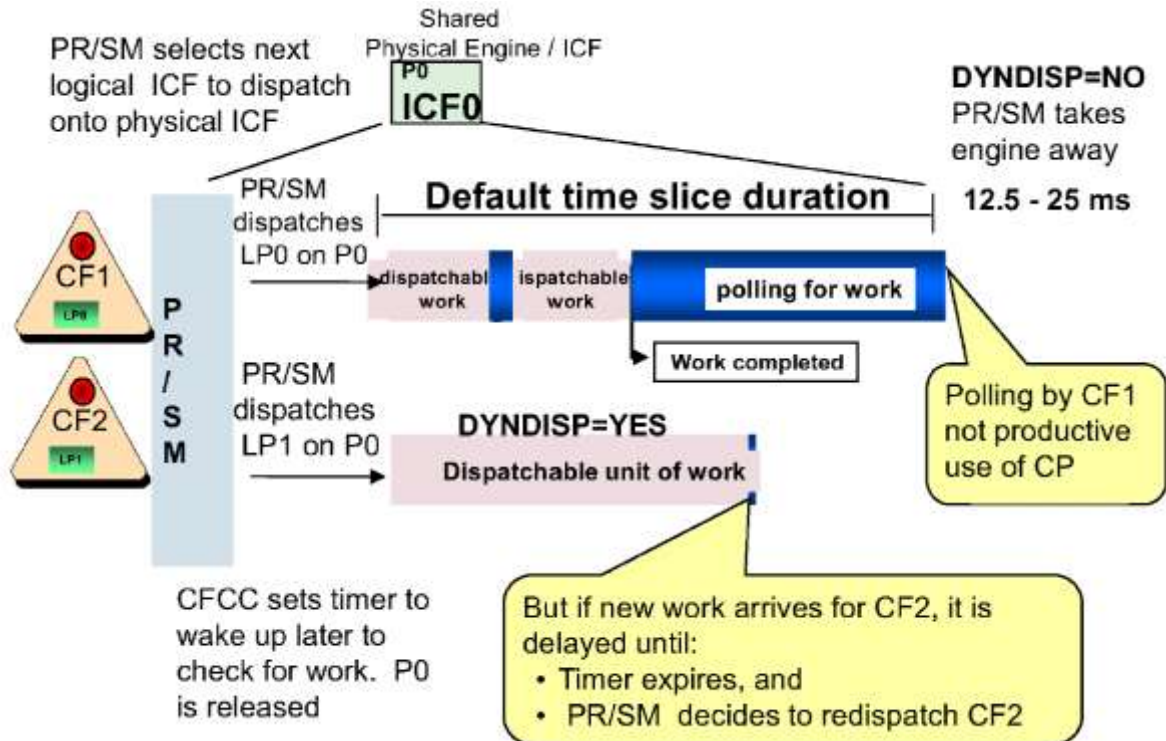 Shared
Physical Engine / ICF
P0
ICF0
PR/SM selects next
logical ICF to dispatch
onto physical ICF
DYNDISP=NO
PR/SM takes
engine away
12.5 - 25 ms
PR/SM
dispatches
LP0 on P0
Default time slice duration
CF1
LP0
CF2
LP1
PR/SM
dispatchabl
work
ispatchable
work
polling for work
Work completed
Polling by CF1
not productive
use of CP
PR/SM
dispatches
LP1 on P0
DYNDISP=YES
Dispatchable unit of work
CFCC sets timer to
wake up later to
check for work. P0
is released
But if new work arrives for CF2, it is
delayed until:
• Timer expires, and
• PR/SM decides to redispatch CF2